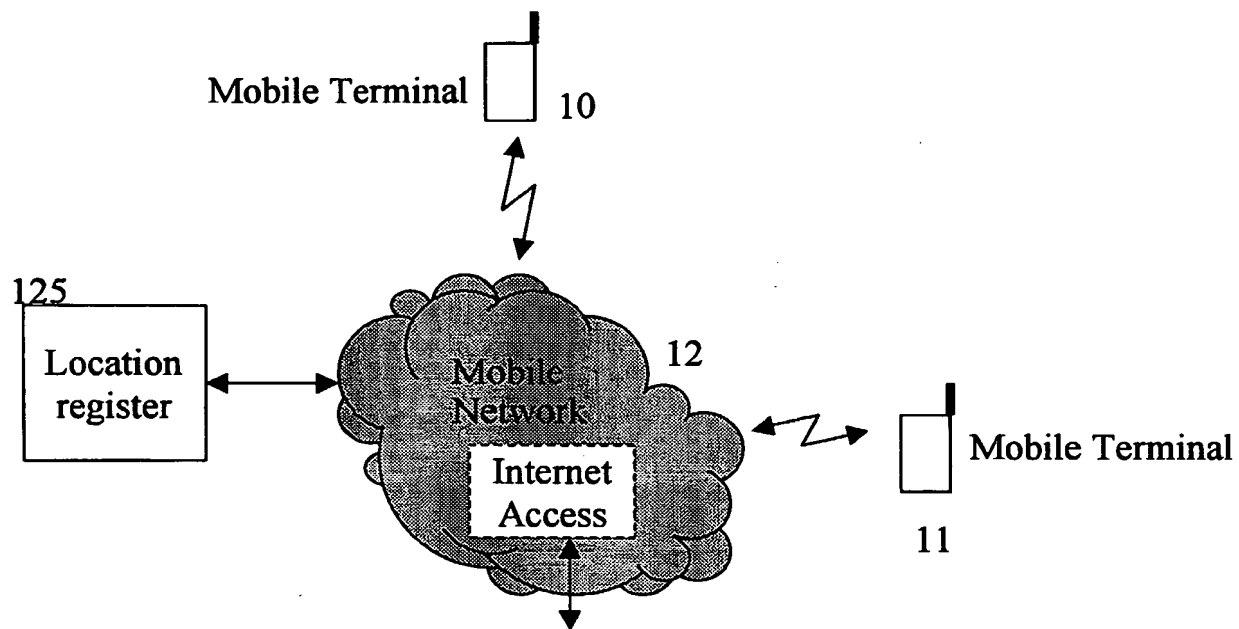 Mobile Terminal
10
125
Location
register
Mobile
Network
12
Internet
Access
Mobile Terminal
11